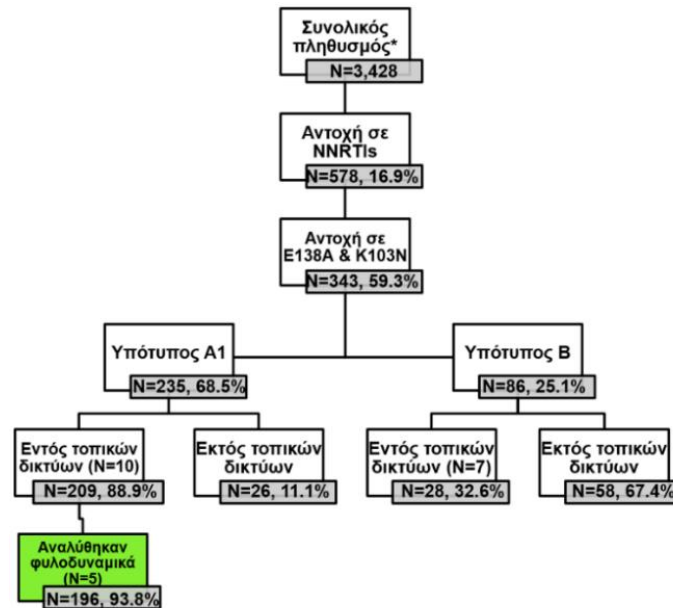 Συνολικός
πληθυσμός*
N=3,428
Αντοχή σε
NNRTIs
N=578, 16.9%
Αντοχή σε
E138A & K103N
N=343, 59.3%
Υπότυπος A1
N=235, 68.5%
Υπότυπος B
N=86, 25.1%
Εντός τοπικών
δικτύων (N=10)
N=209, 88.9%
Εκτός τοπικών
δικτύων
N=26, 11.1%
Εντός τοπικών
δικτύων (N=7)
N=28, 32.6%
Εκτός τοπικών
δικτύων
N=58, 67.4%
Αναλύθηκαν
φυλοδυναμικά
(N=5)
N=196, 93.8%